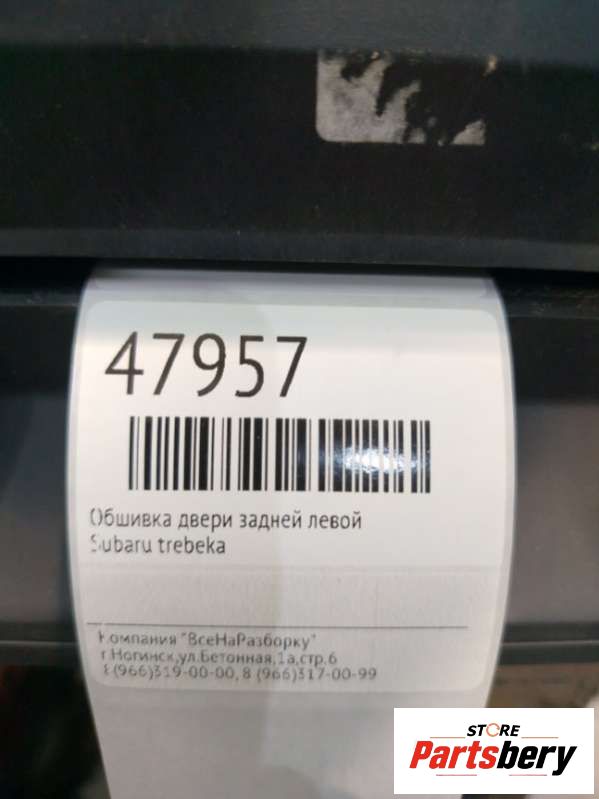 47957
Обшивка двери задней левой
Subaru trebeka
Компания "ВсеНаРазборку"
г.Ногинск,ул.Бетонная,1а,стр.6
8(966)319-00-00, 8 (966)317-00-99
STORE
Partsbery